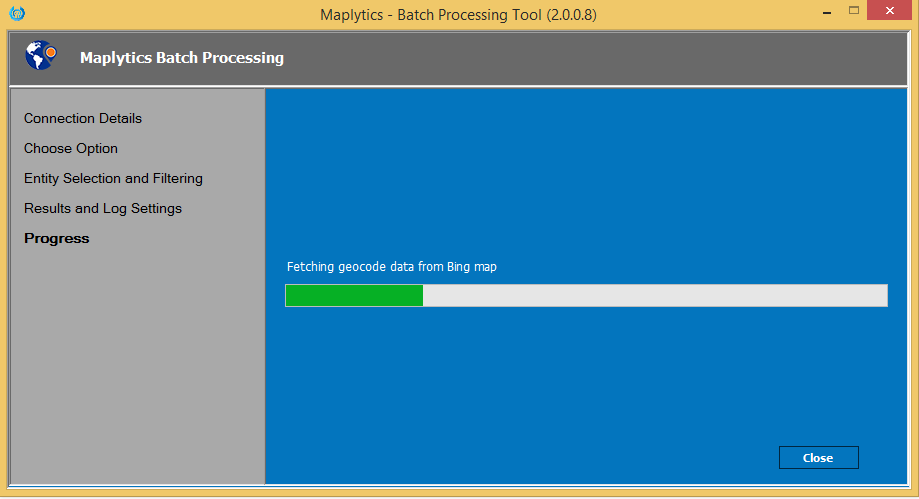 Maplytics - Batch Processing Tool (2.0.0.8)
Maplytics Batch Processing
Connection Details
Choose Option
Entity Selection and Filtering
Results and Log Settings
Progress
Fetching geocode data from Bing map
Close